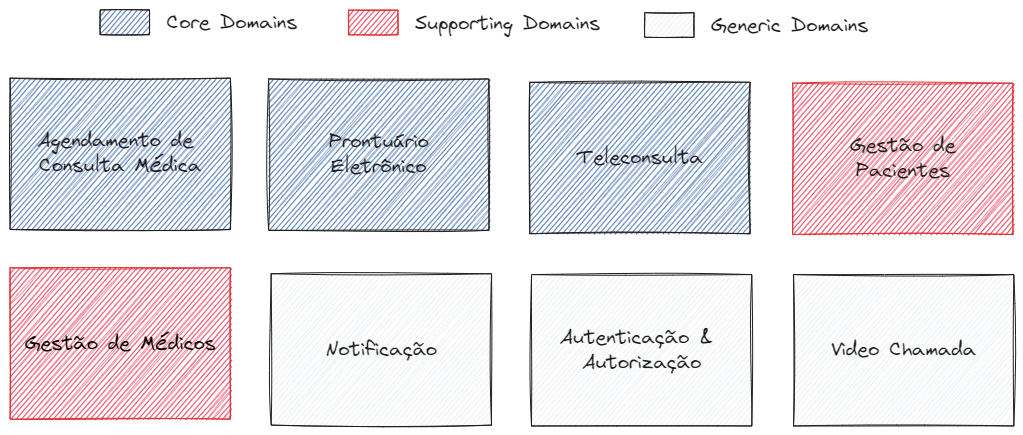 Core Domains
Supporting Domains
Generic Domains
Agendamento de
Consulta Médica
Prontuário
Eletrônico
Teleconsulta
Gestão de
Pacientes
Gestão de Médicos
Notificação
Autenticação &
Autorização
Video Chamada